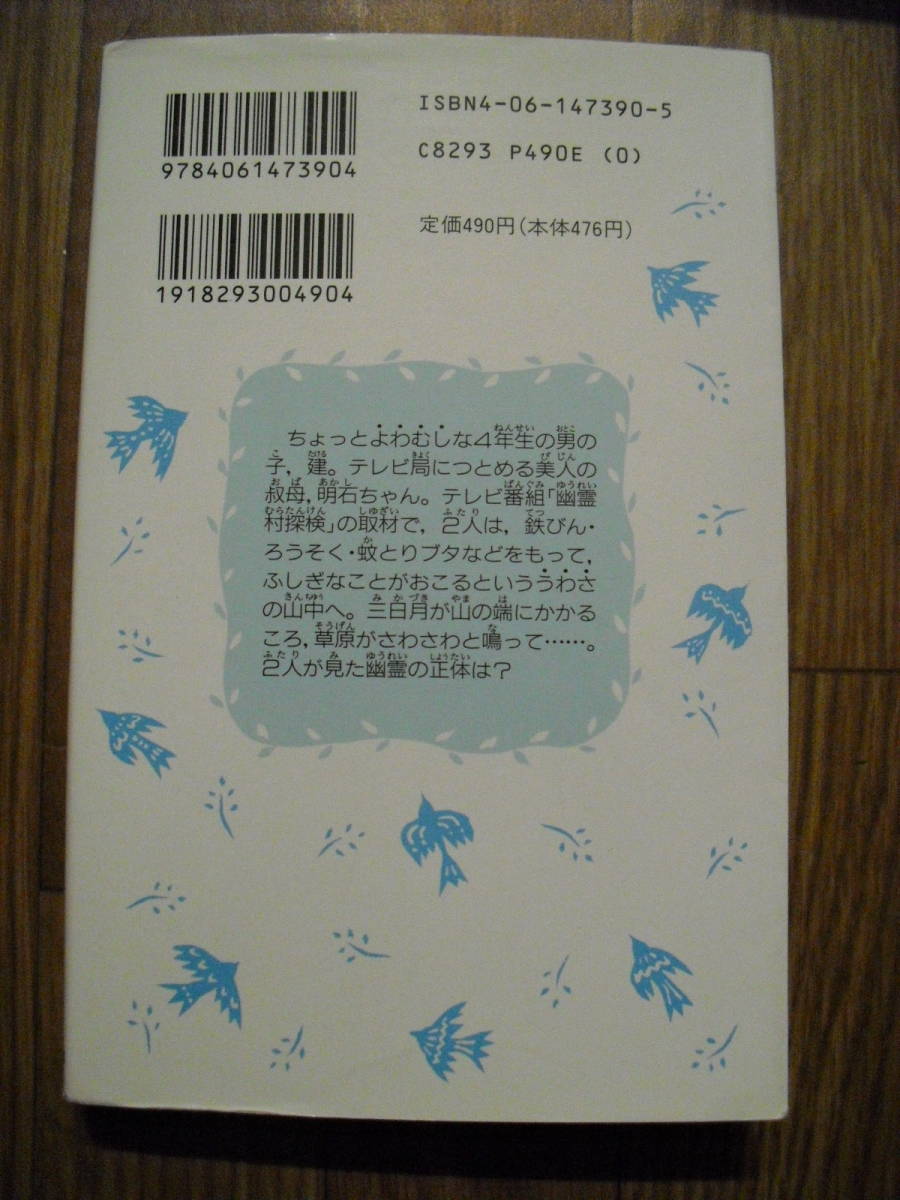 ISBN4-06-147390-5
C8293 P490E (0)
9784061473904
定価490円(本体476円)
1918293004904
ちょっとよわむしな4年生の男の
子，建。テレビ局につとめる美人の
叔母，明石ちゃん。テレビ番組「幽霊
村探検」の取材で，2人は，鉄びん・
ろうそく・蚊とりブタなどをもって，
ふしぎなことがおこるといううわさ
の山中へ。三日月が山の端にかかる
ころ，草原がさわさわと鳴って……。
2人が見た幽霊の正体は？